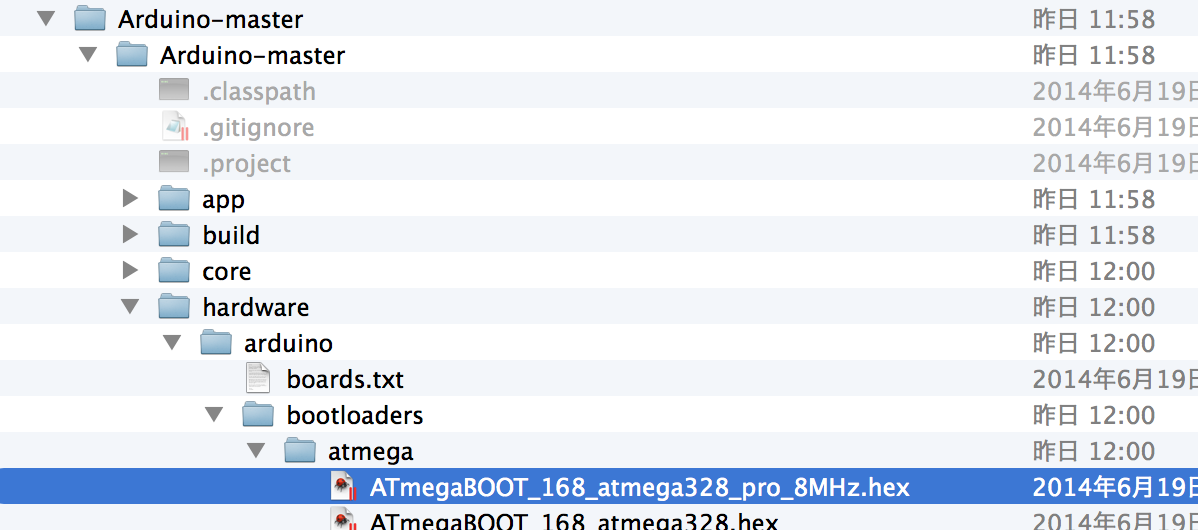 Arduino-master 昨日 11:58
Arduino-master 昨日 11:58
.classpath 2014年6月19日
.gitignore 2014年6月19日
.project 2014年6月19日
app 昨日 11:58
build 昨日 11:58
core 昨日 12:00
hardware 昨日 12:00
arduino 昨日 12:00
boards.txt 2014年6月19日
bootloaders 昨日 12:00
atmega 昨日 12:00
ATmegaBOOT_168_atmega328_pro_8MHz.hex 2014年6月19日
ATmegaBOOT_168_atmega328.hex 2014年6月19日